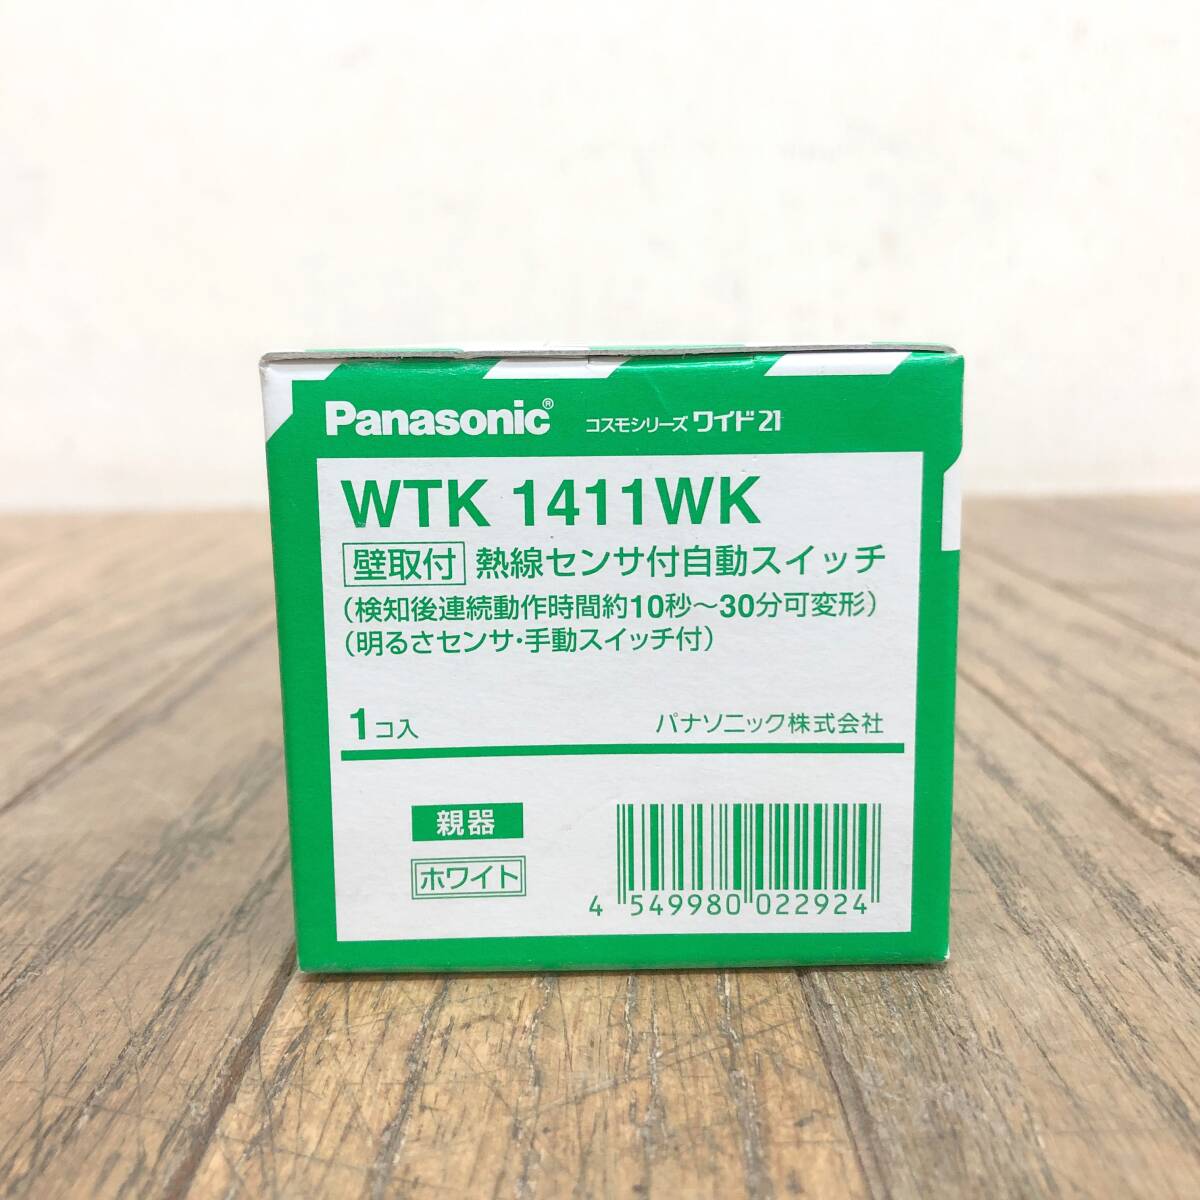 Panasonic® コスモシリーズ ワイド21
WTK 1411WK
壁取付 熱線センサ付自動スイッチ
(検知後連続動作時間約10秒～30分可変形)
(明るさセンサ・手動スイッチ付)
1コ入 パナソニック株式会社
親器
ホワイト
4 549980 022924